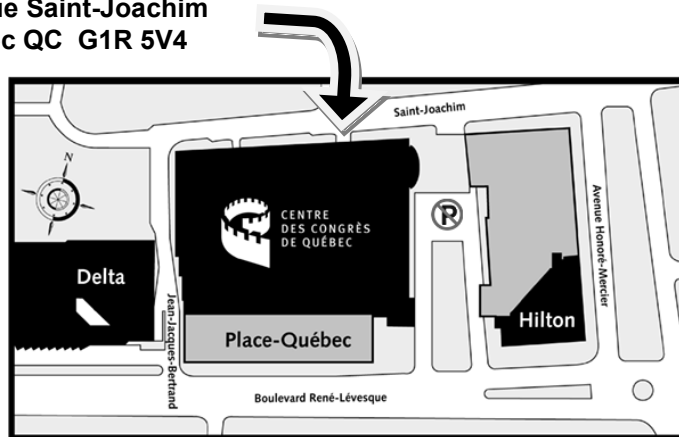 ue Saint-Joachim
c QC G1R 5V4
Saint-Joachim
N
CENTRE
DES CONGRÈS
DE QUÉBEC
P
Avenue Honoré-Mercier
Delta
Jean-Jacques-Bertrand
Hilton
Place-Québec
Boulevard René-Lévesque